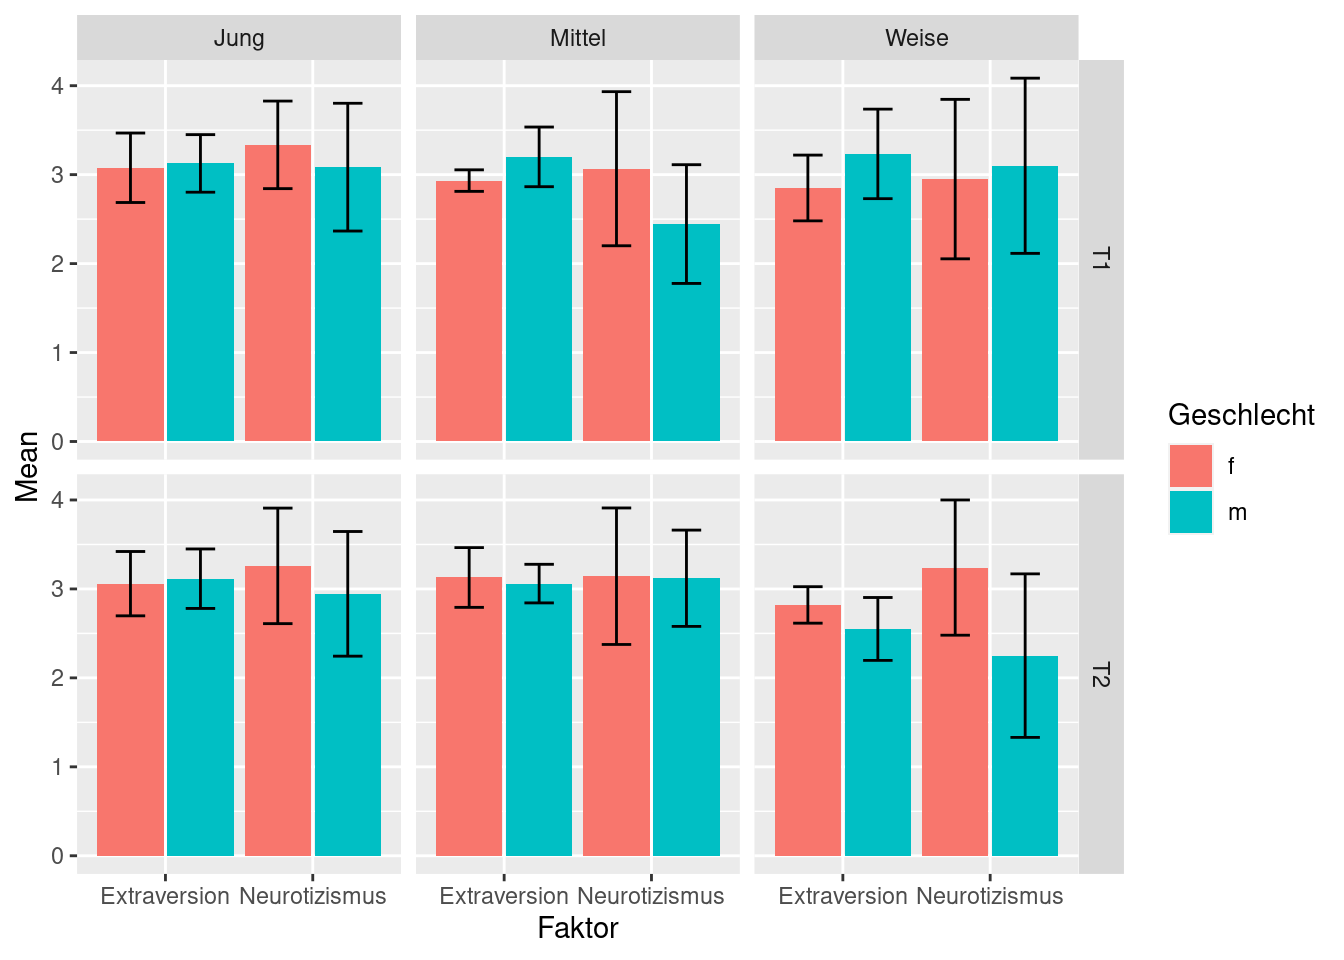 Jung
Mittel
Weise
4
3
2
1
0
T1
4
3
2
1
0
T2
Mean
Extraversion
Neurotizismus
Extraversion
Neurotizismus
Extraversion
Neurotizismus
Faktor
Geschlecht
f
m